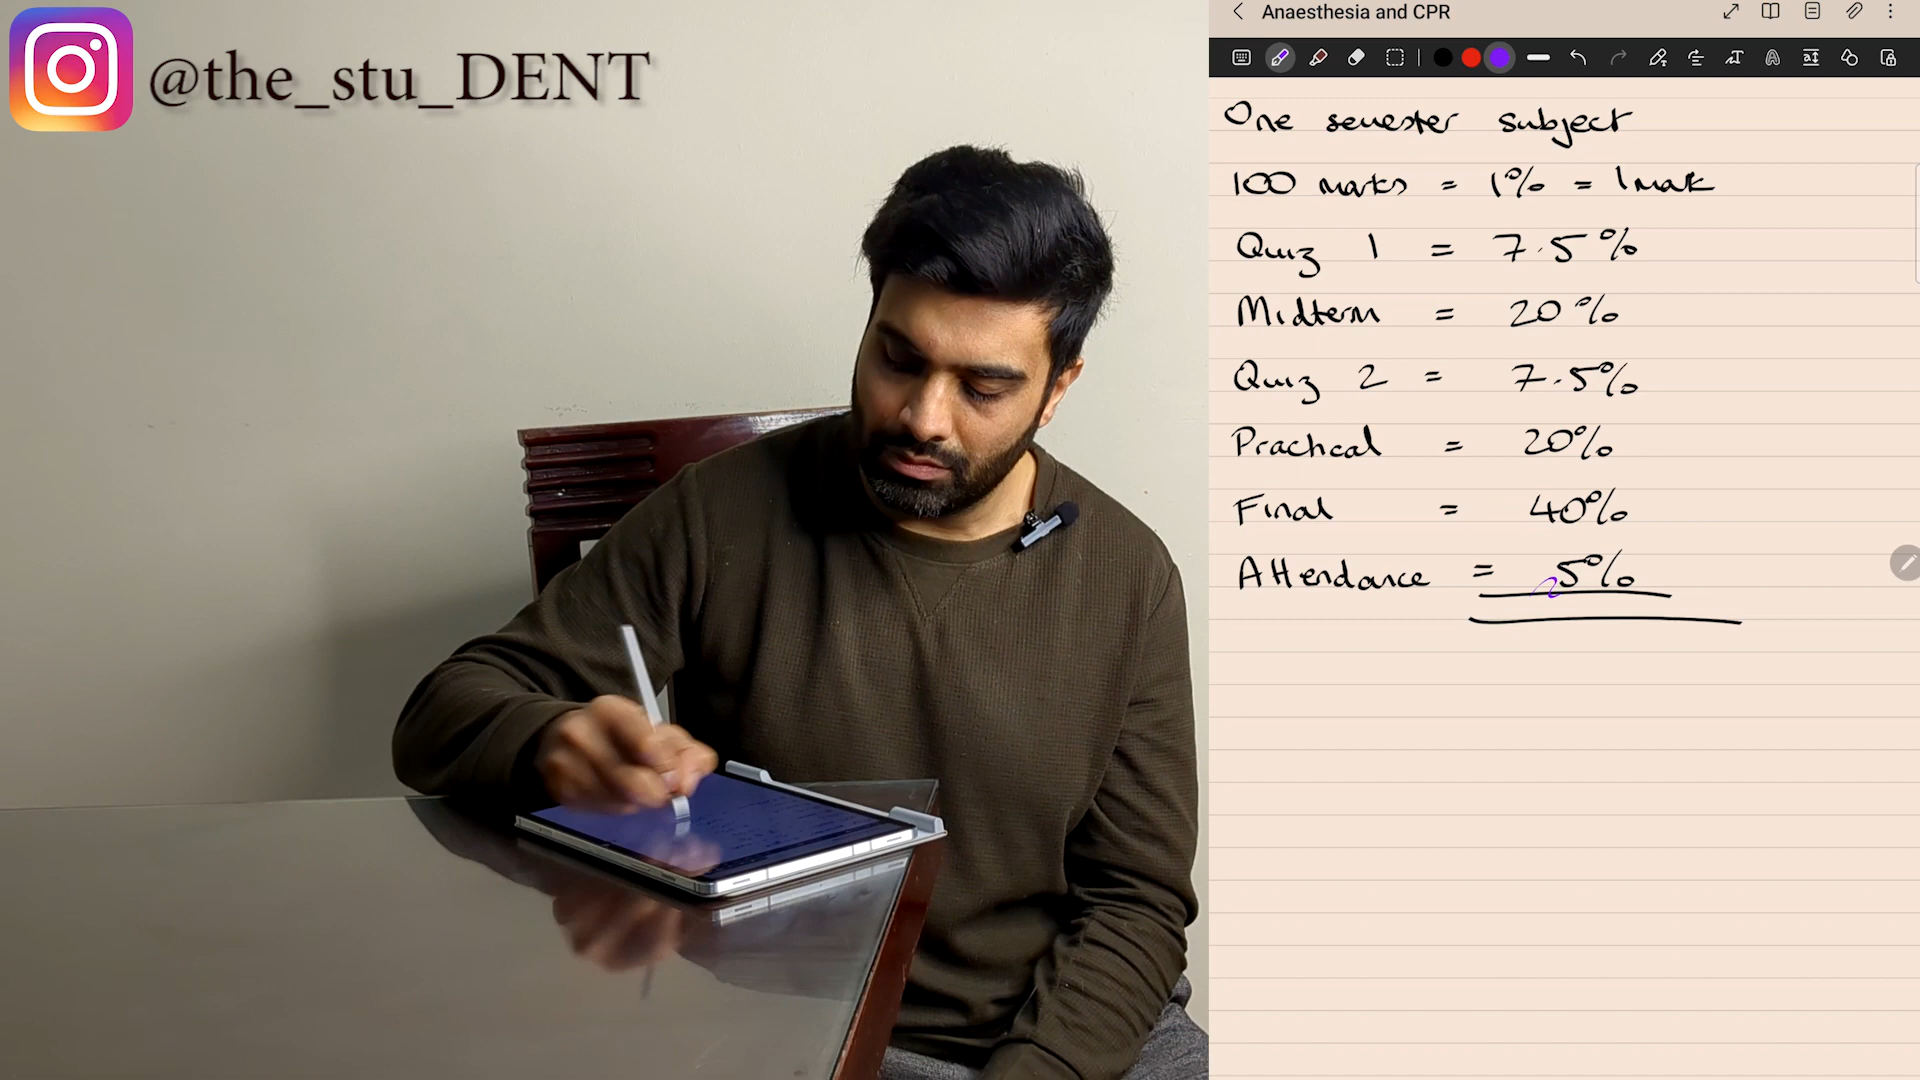 @the_stu_DENT
Anaesthesia and CPR
One semester subject
100 marks = 1% = 1 mark
Quiz 1 = 7.5%
Midterm = 20%
Quiz 2 = 7.5%
Practical = 20%
Final = 40%
Attendance = 5%